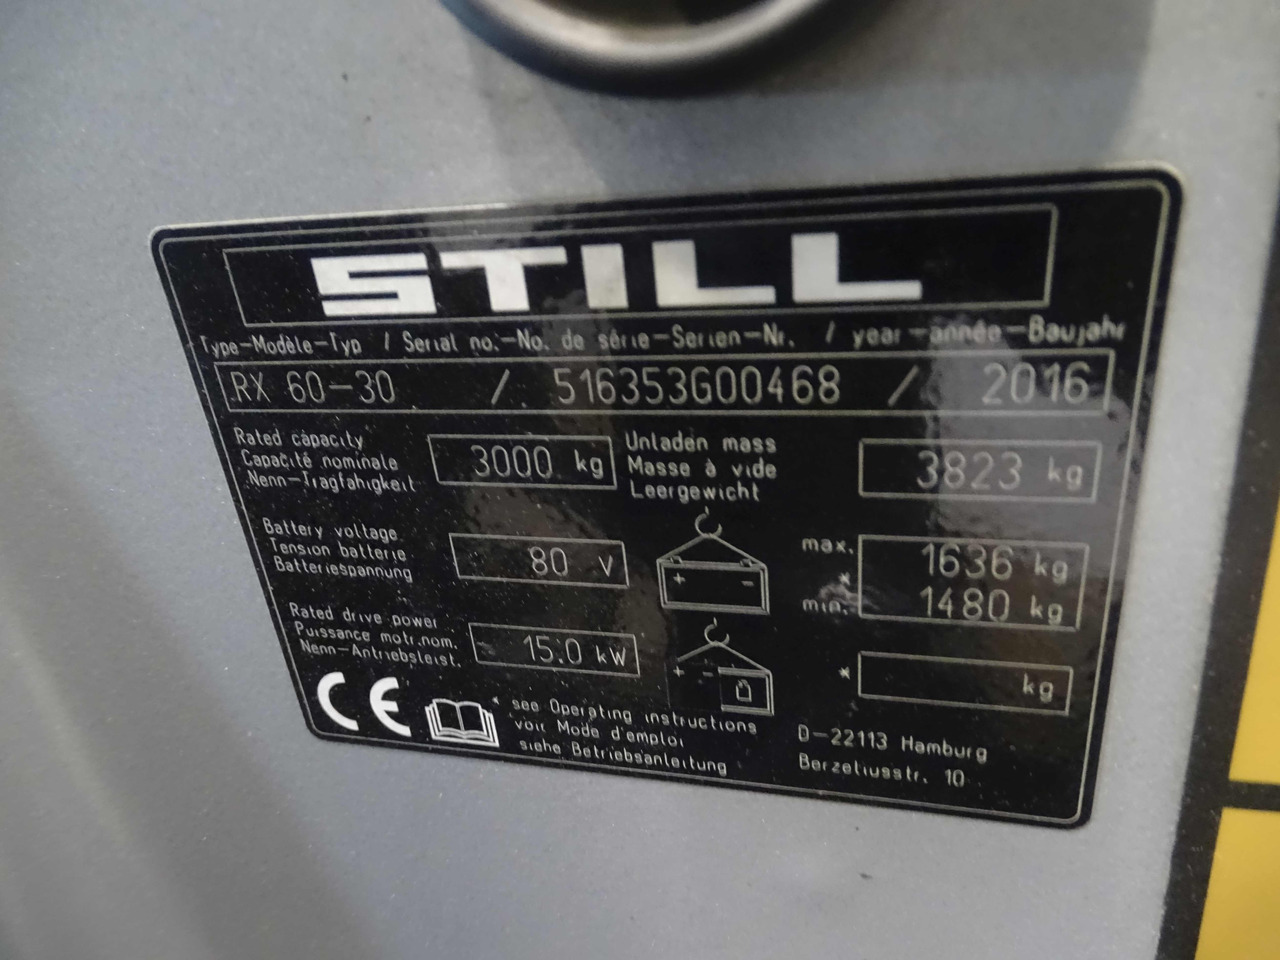 STILL
Type-Modèle-Typ / Serial no.-No. de série-Serien-Nr. / year-année-Baujahr
RX 60-30 / 516353G00468 / 2016
Rated capacity
Capacité nominale
Nenn-Tragfähigkeit
3000 kg
Unladen mass
Masse à vide
Leergewicht
3823 kg
Battery voltage
Tension batterie
Batteriespannung
80 V
+ -
max. 1636 kg
*
min. 1480 kg
Rated drive power
Puissance motr.nom.
Nenn-Antriebsleist.
15.0 kW
+ -
* kg
CE
* see Operating instructions
voir Mode d'emploi
siehe Betriebsanleitung
D-22113 Hamburg
Berzeliusstr. 10